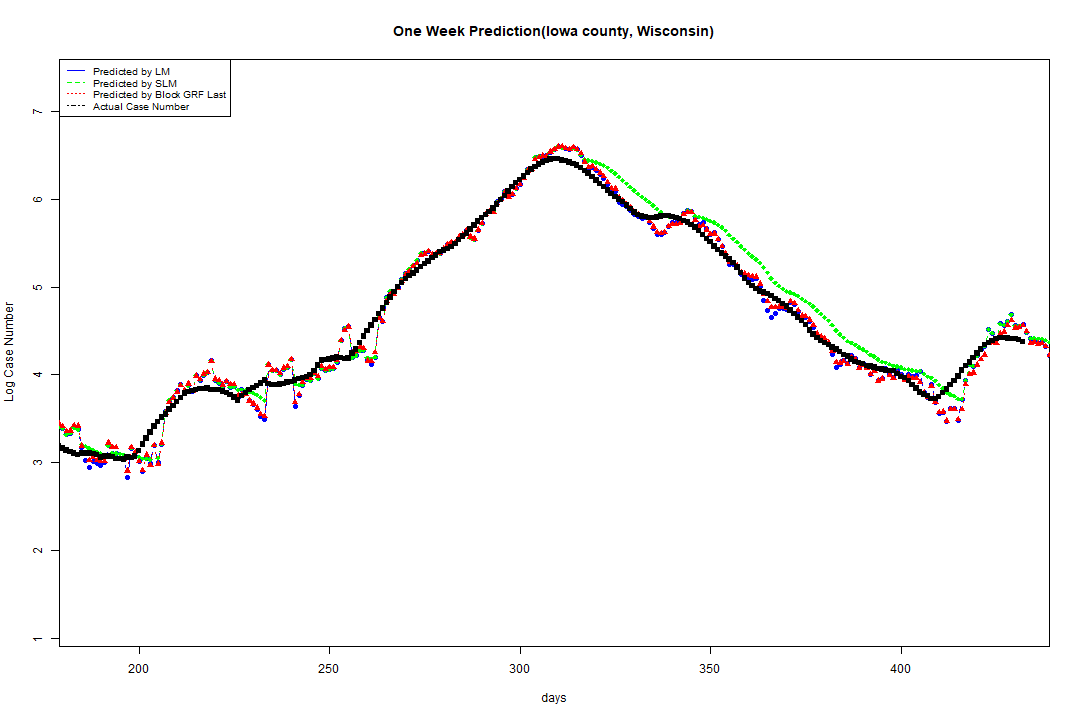 One Week Prediction(Iowa county, Wisconsin)
Predicted by LM
Predicted by SLM
Predicted by Block GRF Last
Actual Case Number
7
6
5
4
3
2
1
Log Case Number
200 250 300 350 400
days